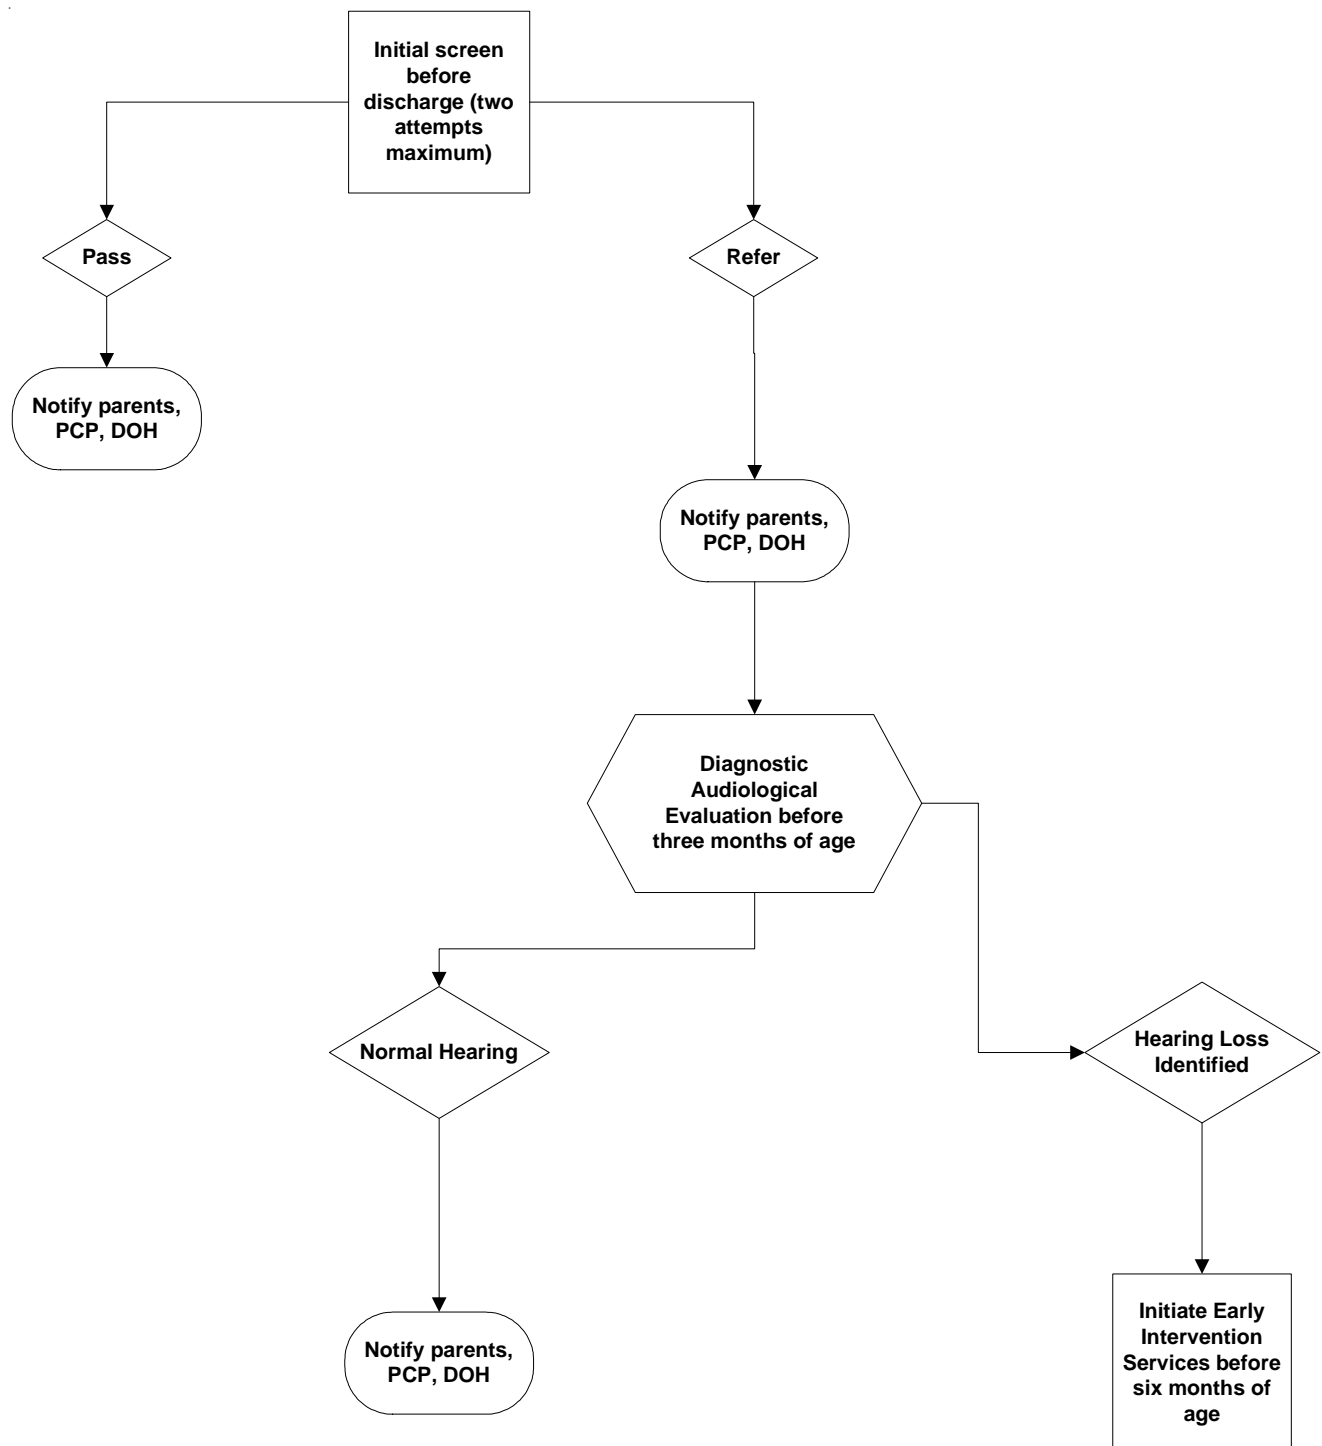 Initial screen
before
discharge (two
attempts
maximum)
Pass
Refer
Notify parents,
PCP, DOH
Notify parents,
PCP, DOH
Diagnostic
Audiological
Evaluation before
three months of age
Normal Hearing
Hearing Loss
Identified
Notify parents,
PCP, DOH
Initiate Early
Intervention
Services before
six months of
age